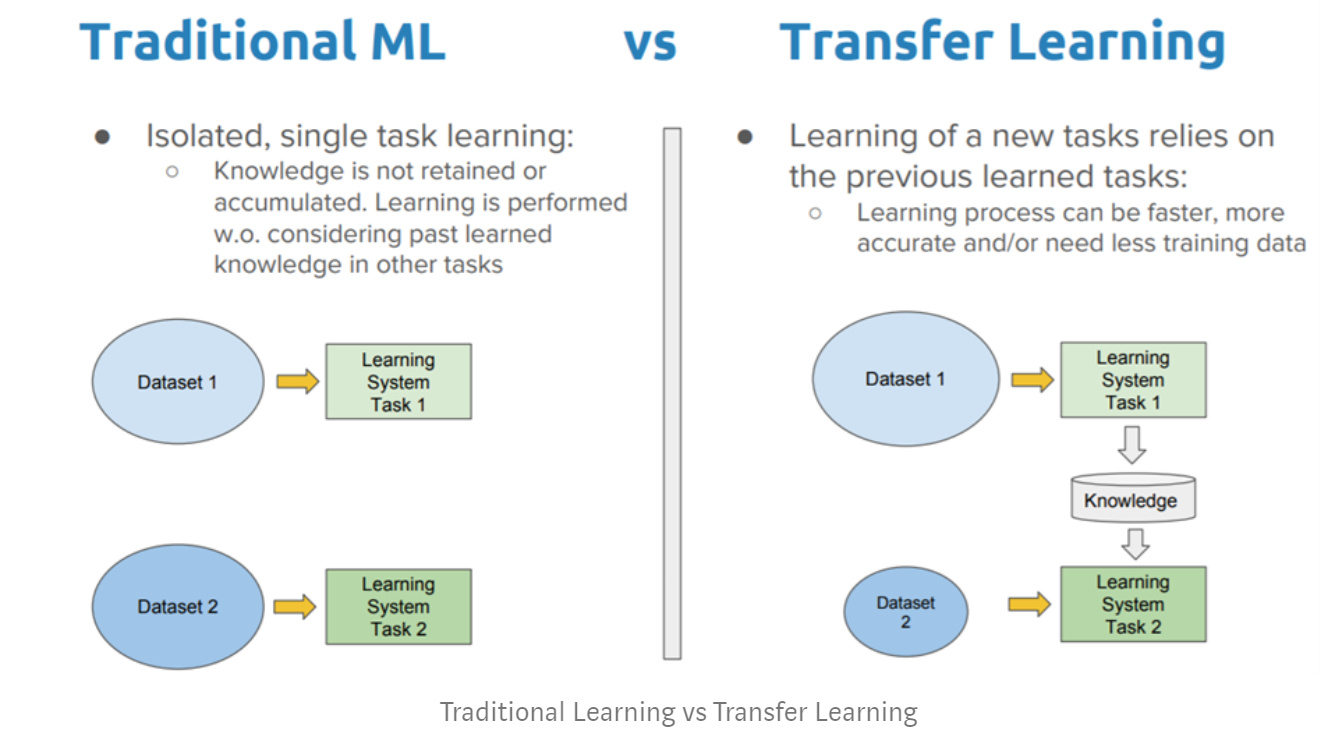 Traditional ML vs Transfer Learning
● Isolated, single task learning:
○ Knowledge is not retained or
accumulated. Learning is performed
w.o. considering past learned
knowledge in other tasks
● Learning of a new tasks relies on
the previous learned tasks:
○ Learning process can be faster, more
accurate and/or need less training data
Dataset 1
Learning
System
Task 1
Dataset 2
Learning
System
Task 2
Dataset 1
Learning
System
Task 1
Knowledge
Dataset
2
Learning
System
Task 2
Traditional Learning vs Transfer Learning